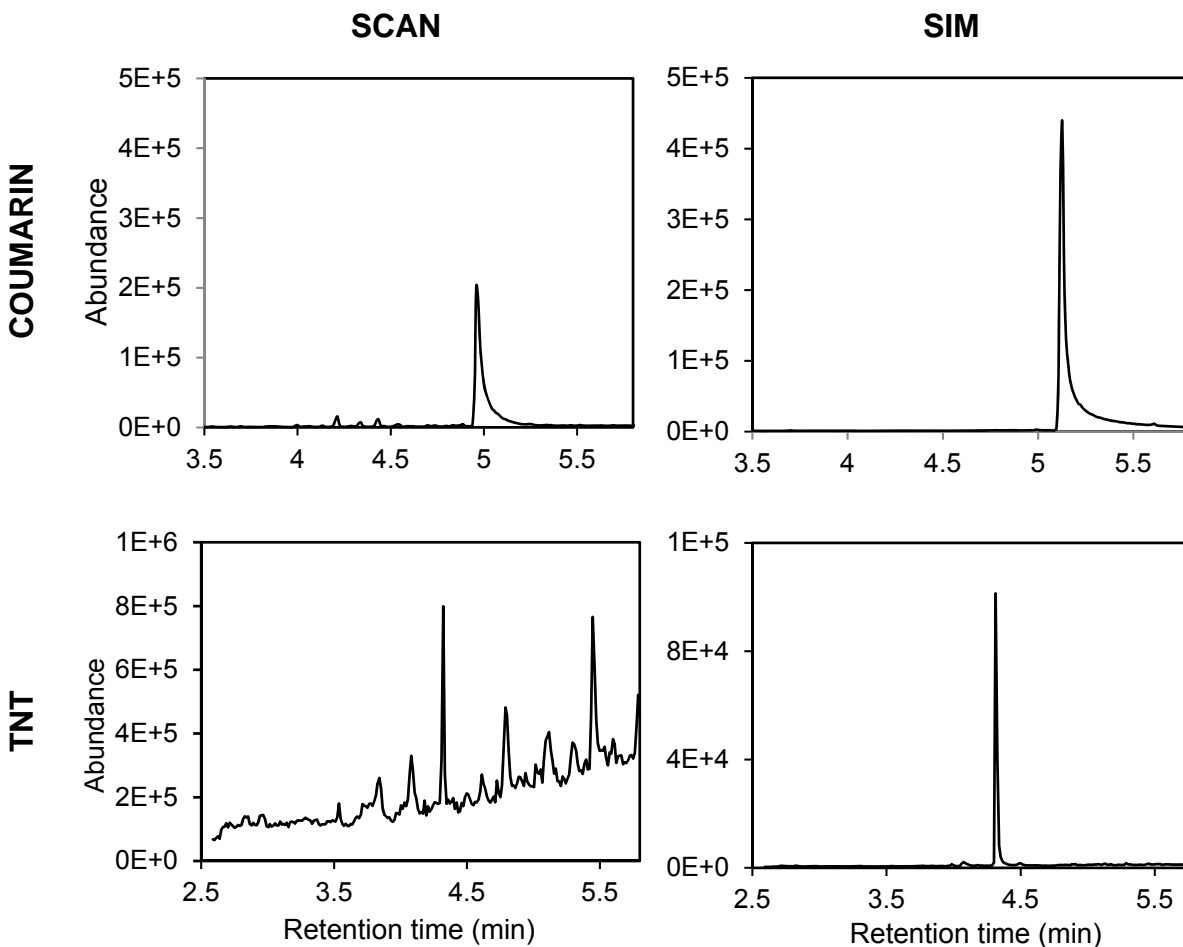 SCAN
SIM
COUMARIN
Abundance
5E+5
4E+5
3E+5
2E+5
1E+5
0E+0
3.5 4 4.5 5 5.5
5E+5
4E+5
3E+5
2E+5
1E+5
0E+0
3.5 4 4.5 5 5.5
TNT
Abundance
1E+6
8E+5
6E+5
4E+5
2E+5
0E+0
2.5 3.5 4.5 5.5
Retention time (min)
1E+5
8E+4
4E+4
0E+0
2.5 3.5 4.5 5.5
Retention time (min)